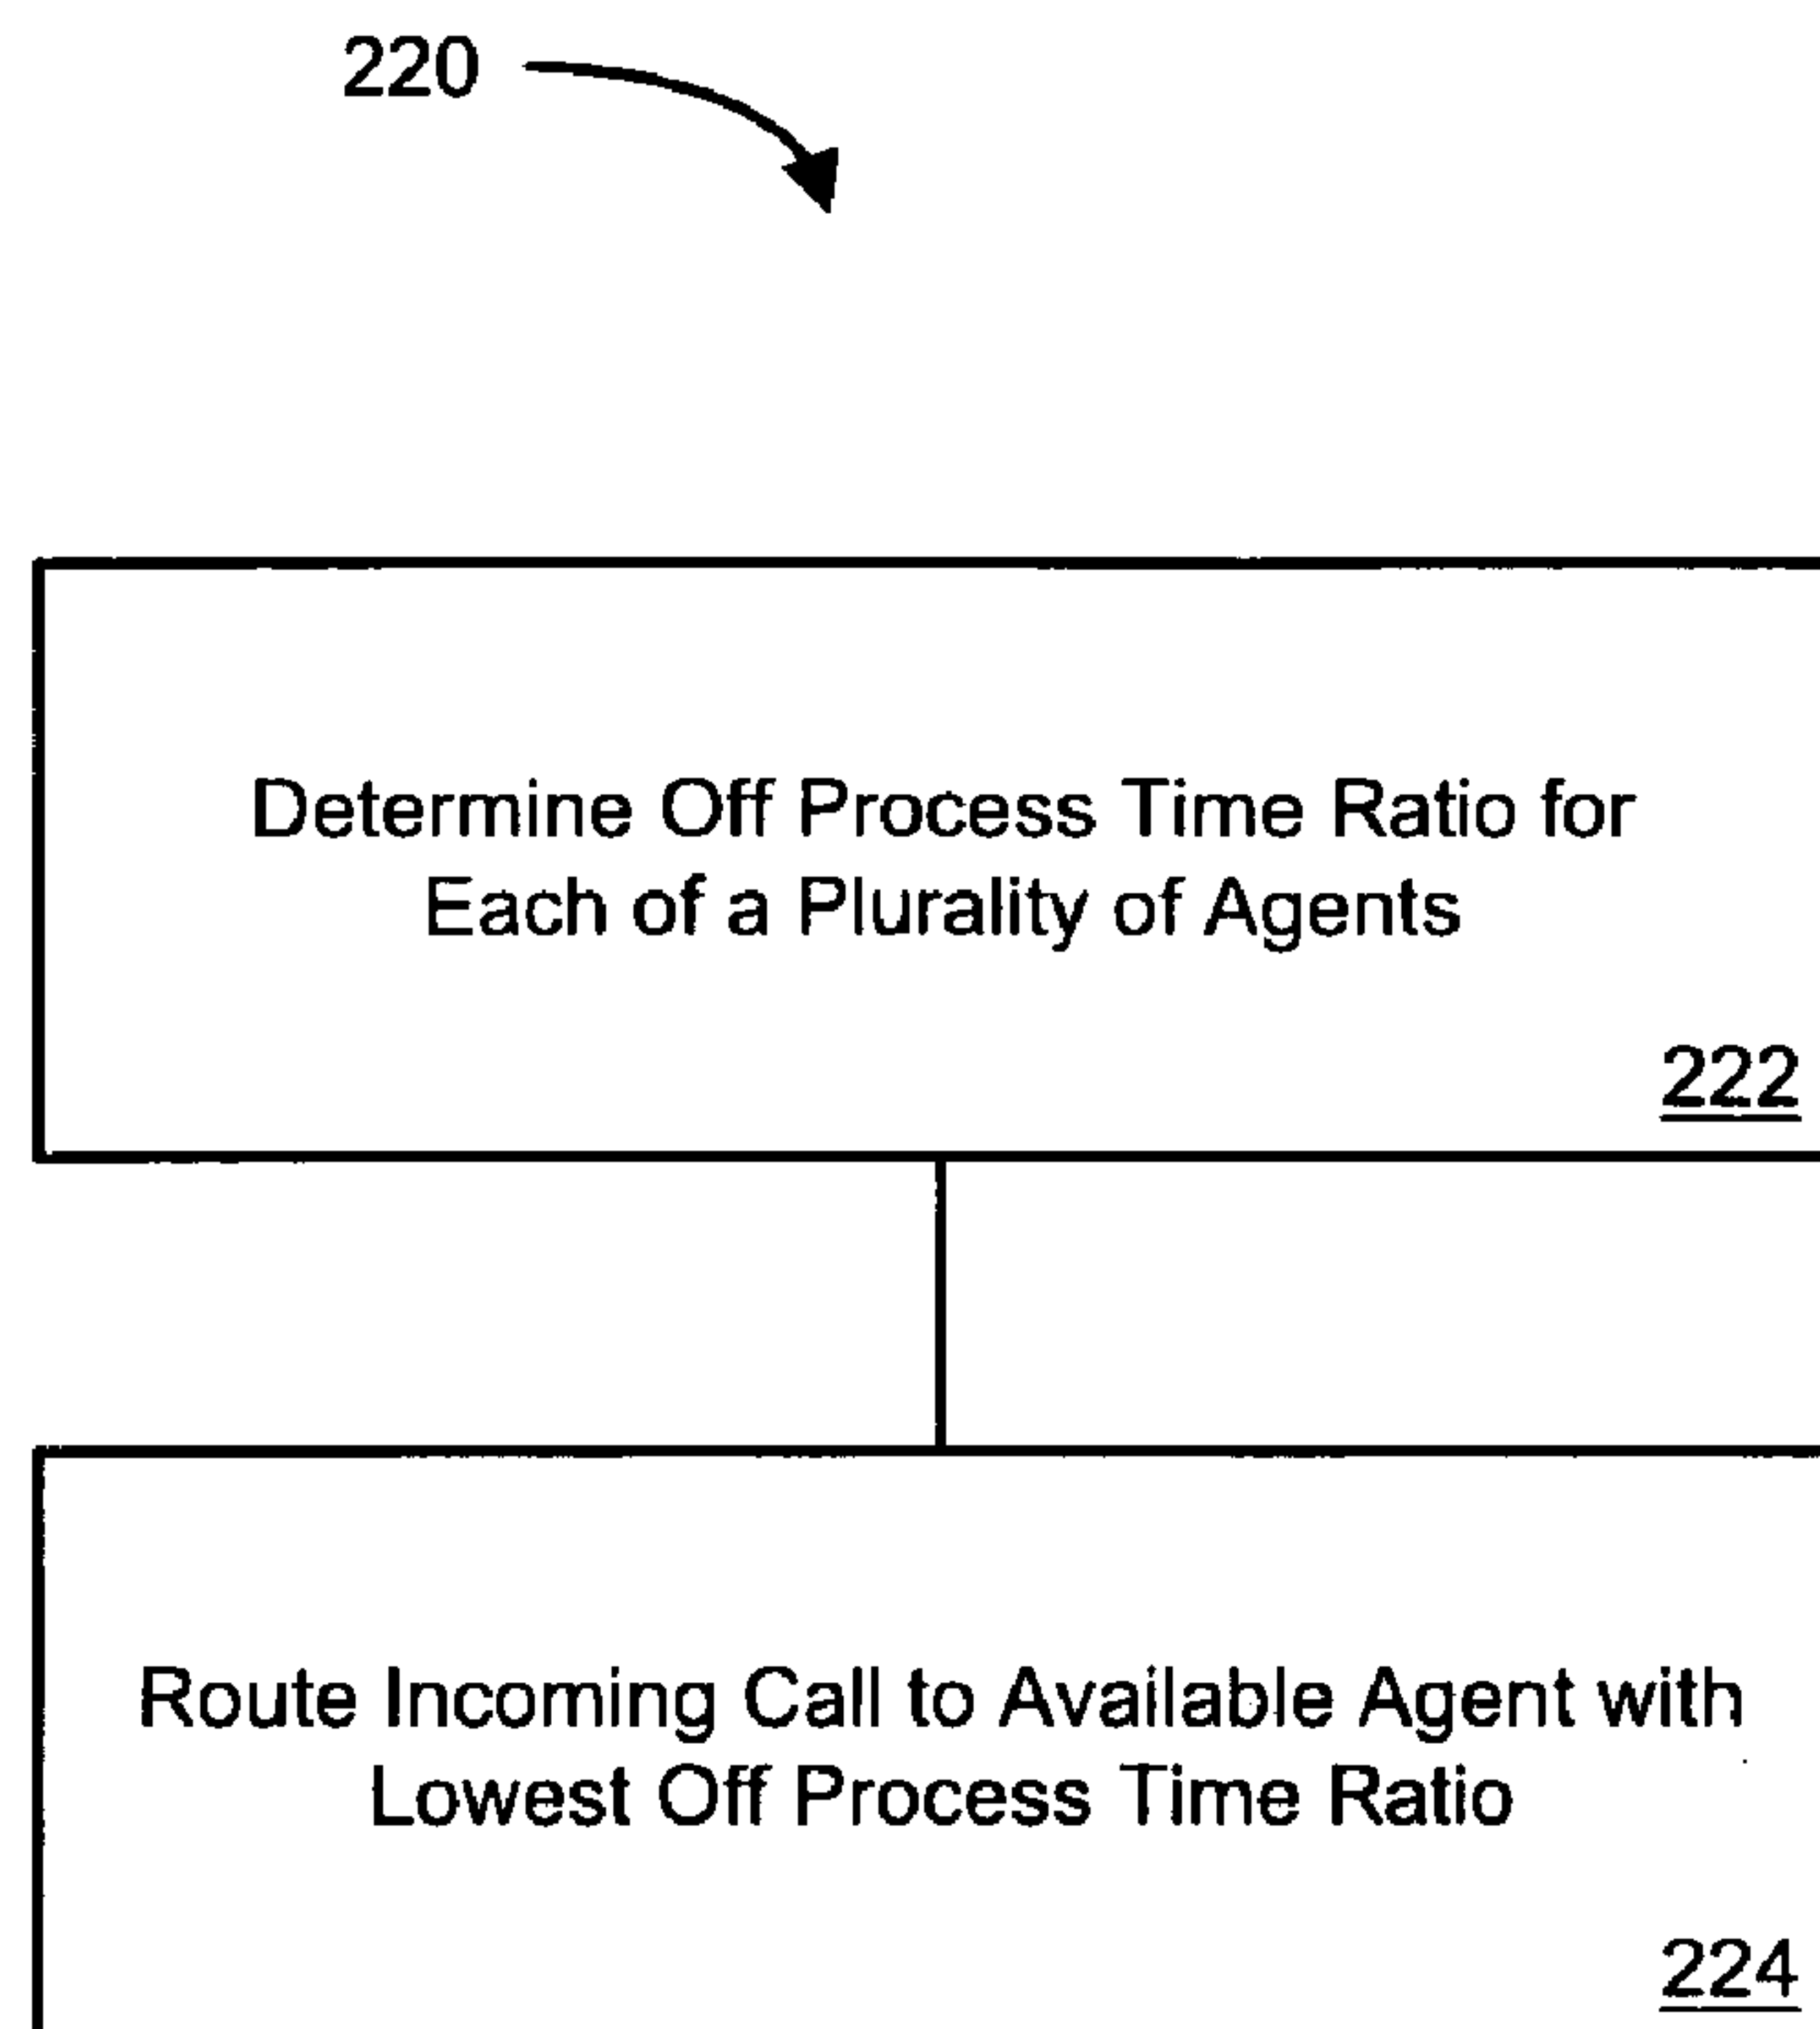 220
Determine Off Process Time Ratio for
Each of a Plurality of Agents
222
Route Incoming Call to Available Agent with
Lowest Off Process Time Ratio
224